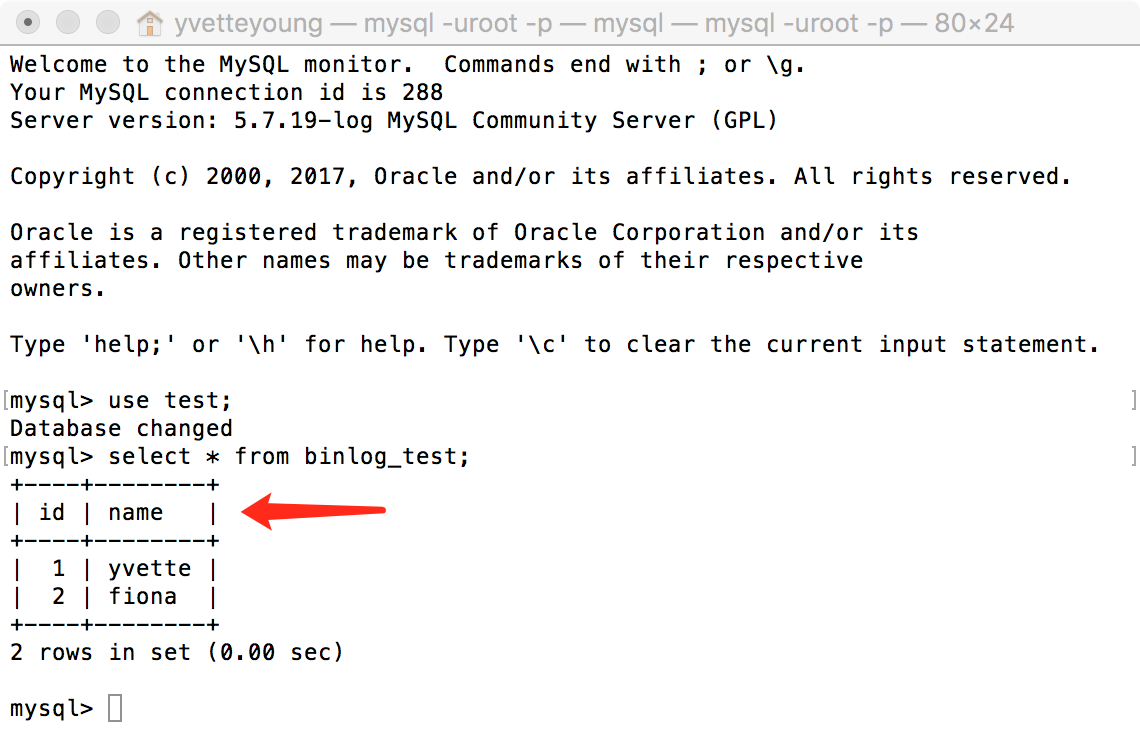 yvetteyoung — mysql -uroot -p — mysql — mysql -uroot -p — 80×24
Welcome to the MySQL monitor.  Commands end with ; or \g.
Your MySQL connection id is 288
Server version: 5.7.19-log MySQL Community Server (GPL)
Copyright (c) 2000, 2017, Oracle and/or its affiliates. All rights reserved.
Oracle is a registered trademark of Oracle Corporation and/or its
affiliates. Other names may be trademarks of their respective
owners.
Type 'help;' or '\h' for help. Type '\c' to clear the current input statement.
[mysql> use test; ]
Database changed
[mysql> select * from binlog_test; ]
+----+--------+
| id | name   |
+----+--------+
|  1 | yvette |
|  2 | fiona  |
+----+--------+
2 rows in set (0.00 sec)
mysql>